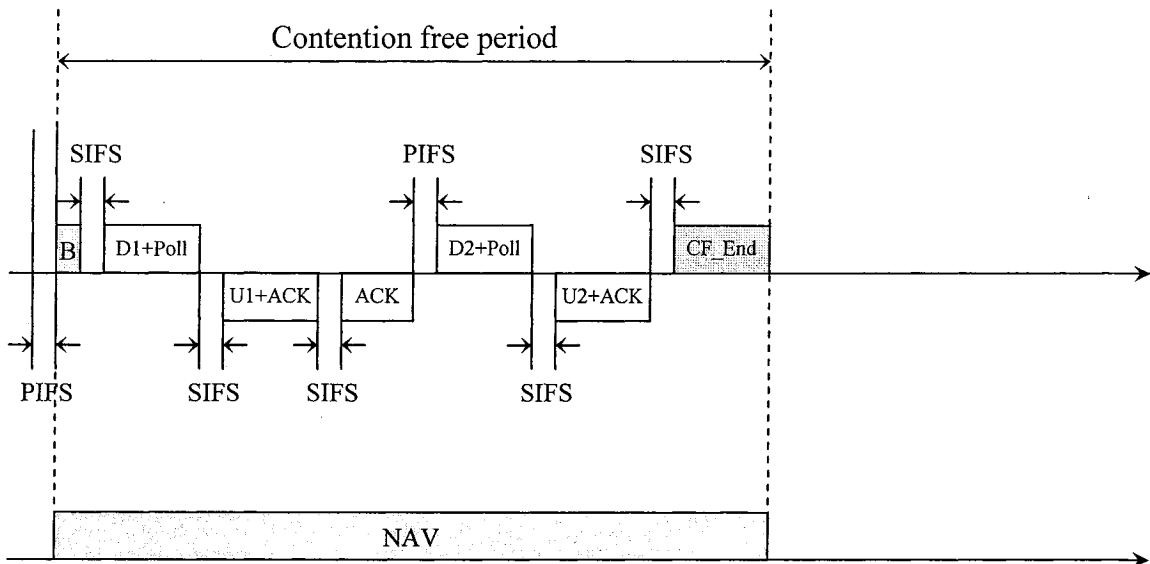 Contention free period
SIFS
PIFS
SIFS
B
D1+Poll
D2+Poll
CF_End
U1+ACK
ACK
U2+ACK
PIFS
SIFS
SIFS
SIFS
NAV